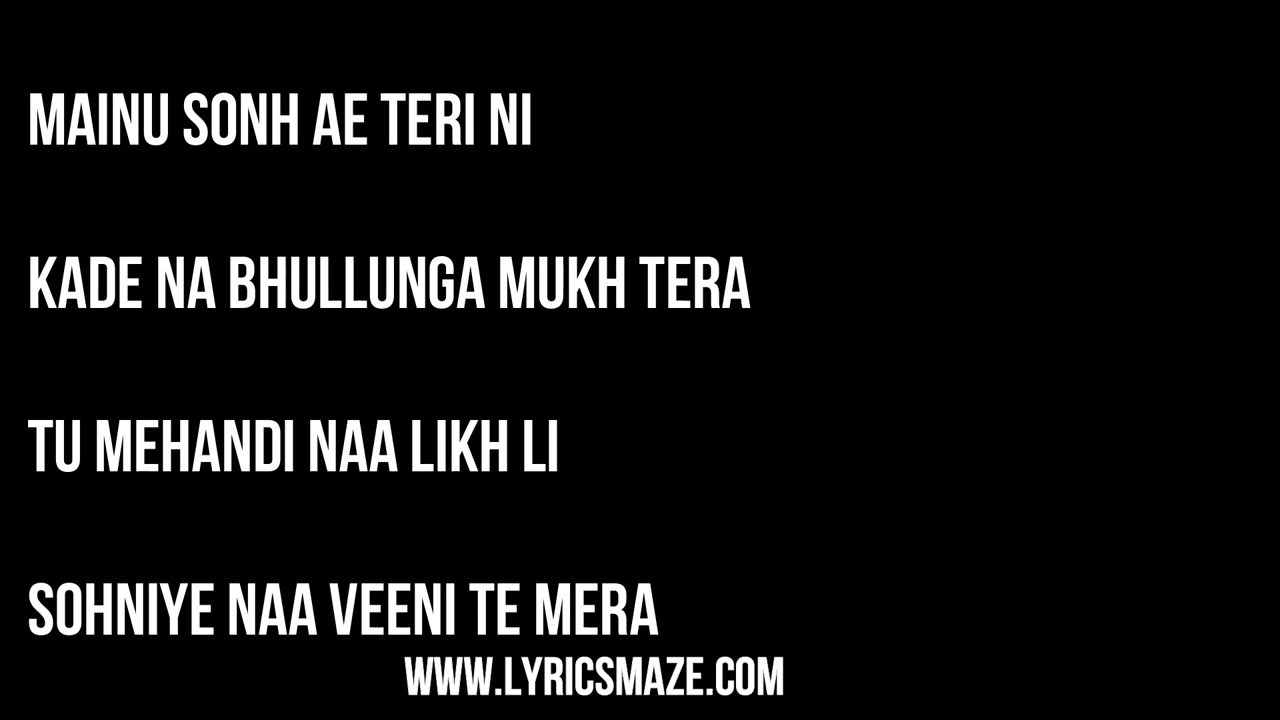 MAINU SONH AE TERI NI
KADE NA BHULLUNGA MUKH TERA
TU MEHANDI NAA LIKH LI
SOHNIYE NAA VEENI TE MERA
WWW.LYRICSMAZE.COM